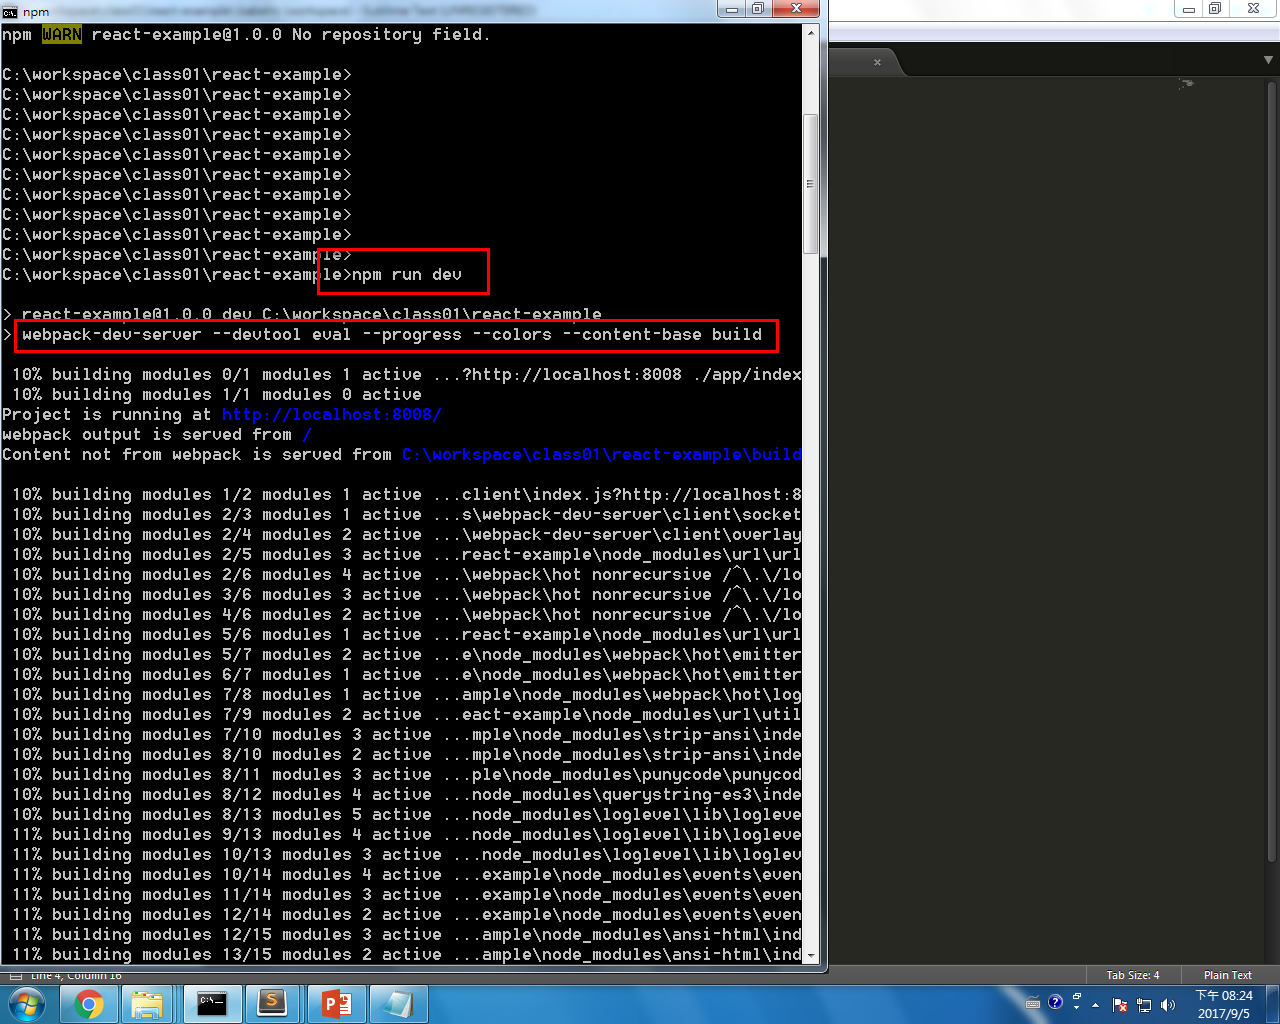 npm
npm WARN react-example@1.0.0 No repository field.
C:\workspace\class01\react-example>
C:\workspace\class01\react-example>
C:\workspace\class01\react-example>
C:\workspace\class01\react-example>
C:\workspace\class01\react-example>
C:\workspace\class01\react-example>
C:\workspace\class01\react-example>
C:\workspace\class01\react-example>
C:\workspace\class01\react-example>
C:\workspace\class01\react-example>
C:\workspace\class01\react-example>npm run dev
> react-example@1.0.0 dev C:\workspace\class01\react-example
> webpack-dev-server --devtool eval --progress --colors --content-base build
10% building modules 0/1 modules 1 active ...?http://localhost:8008 ./app/index
10% building modules 1/1 modules 0 active
Project is running at http://localhost:8008/
webpack output is served from /
Content not from webpack is served from C:\workspace\class01\react-example\build
10% building modules 1/2 modules 1 active ...client\index.js?http://localhost:8
10% building modules 2/3 modules 1 active ...s\webpack-dev-server\client\socket
10% building modules 2/4 modules 2 active ...\webpack-dev-server\client\overlay
10% building modules 2/5 modules 3 active ...react-example\node_modules\url\url
10% building modules 2/6 modules 4 active ...\webpack\hot nonrecursive /^\.\/lo
10% building modules 3/6 modules 3 active ...\webpack\hot nonrecursive /^\.\/lo
10% building modules 4/6 modules 2 active ...\webpack\hot nonrecursive /^\.\/lo
10% building modules 5/6 modules 1 active ...react-example\node_modules\url\url
10% building modules 5/7 modules 2 active ...e\node_modules\webpack\hot\emitter
10% building modules 6/7 modules 1 active ...e\node_modules\webpack\hot\emitter
10% building modules 7/8 modules 1 active ...ample\node_modules\webpack\hot\log
10% building modules 7/9 modules 2 active ...eact-example\node_modules\url\util
10% building modules 7/10 modules 3 active ...mple\node_modules\strip-ansi\inde
10% building modules 8/10 modules 2 active ...mple\node_modules\strip-ansi\inde
10% building modules 8/11 modules 3 active ...ple\node_modules\punycode\punycod
10% building modules 8/12 modules 4 active ...node_modules\querystring-es3\inde
10% building modules 8/13 modules 5 active ...node_modules\loglevel\lib\logleve
11% building modules 9/13 modules 4 active ...node_modules\loglevel\lib\logleve
11% building modules 10/13 modules 3 active ...node_modules\loglevel\lib\loglev
11% building modules 10/14 modules 4 active ...example\node_modules\events\even
11% building modules 11/14 modules 3 active ...example\node_modules\events\even
11% building modules 12/14 modules 2 active ...example\node_modules\events\even
11% building modules 12/15 modules 3 active ...ample\node_modules\ansi-html\ind
11% building modules 13/15 modules 2 active ...ample\node_modules\ansi-html\ind
Line 4, Column 16
Tab Size: 4
Plain Text
下午 08:24
2017/9/5